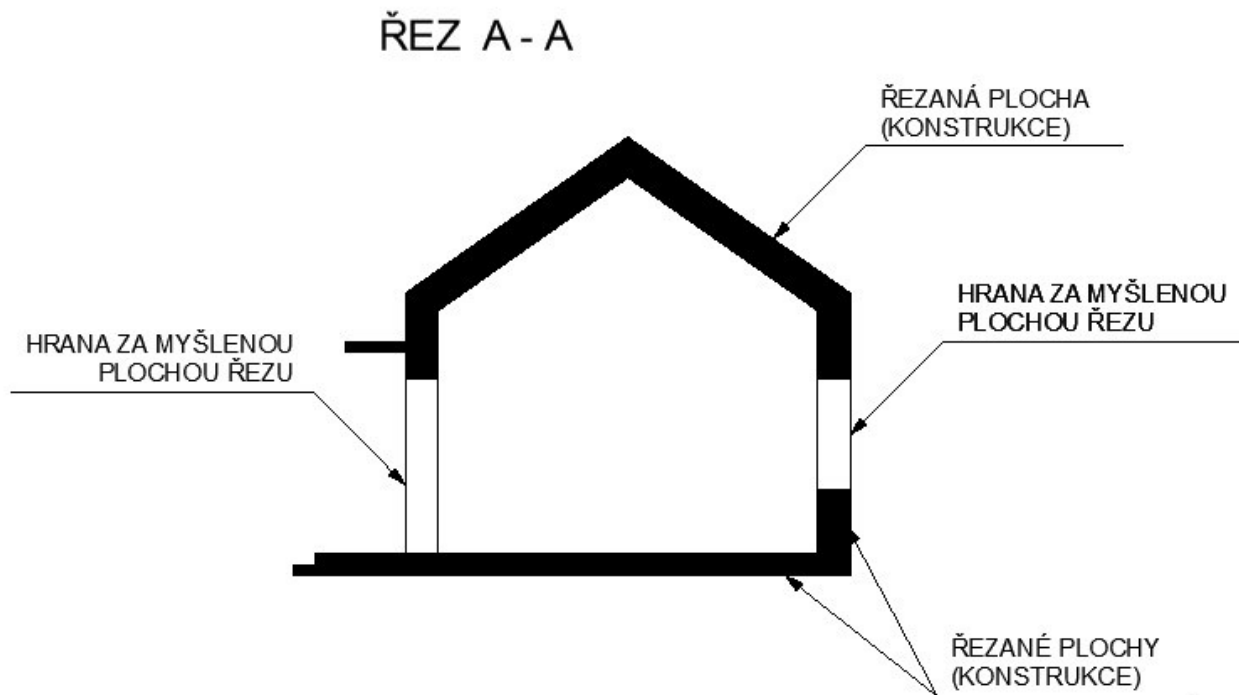 ŘEZ A - A
ŘEZANÁ PLOCHA
(KONSTRUKCE)
HRANA ZA MYŠLENOU
PLOCHOU ŘEZU
HRANA ZA MYŠLENOU
PLOCHOU ŘEZU
ŘEZANÉ PLOCHY
(KONSTRUKCE)